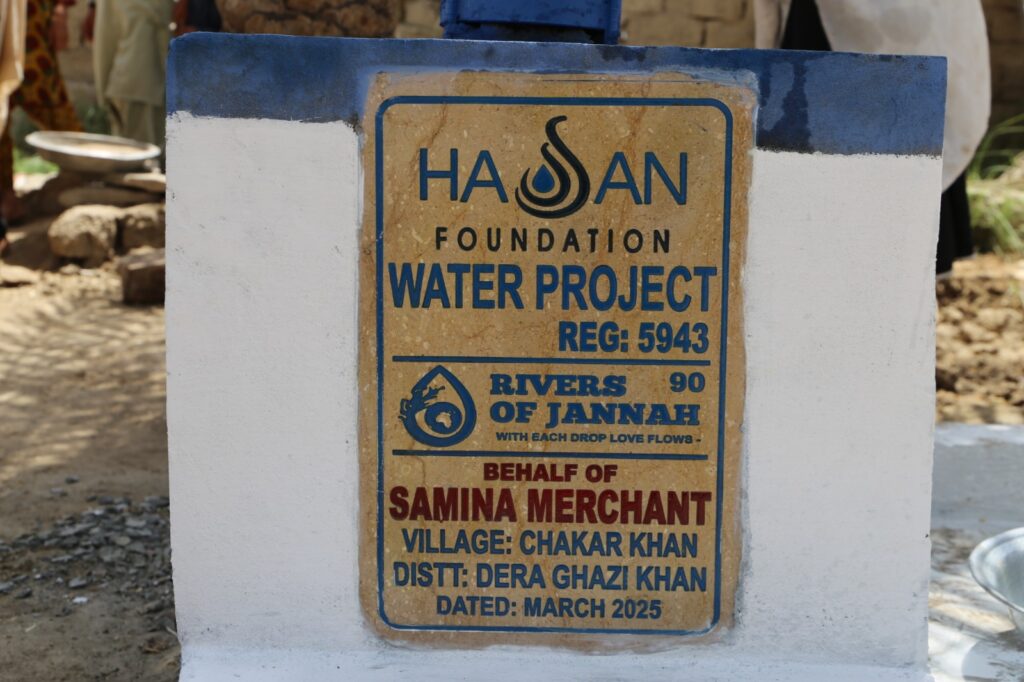 HASAN
FOUNDATION
WATER PROJECT
REG: 5943
RIVERS 90
OF JANNAH
WITH EACH DROP LOVE FLOWS -
BEHALF OF
SAMINA MERCHANT
VILLAGE: CHAKAR KHAN
DISTT: DERA GHAZI KHAN
DATED: MARCH 2025